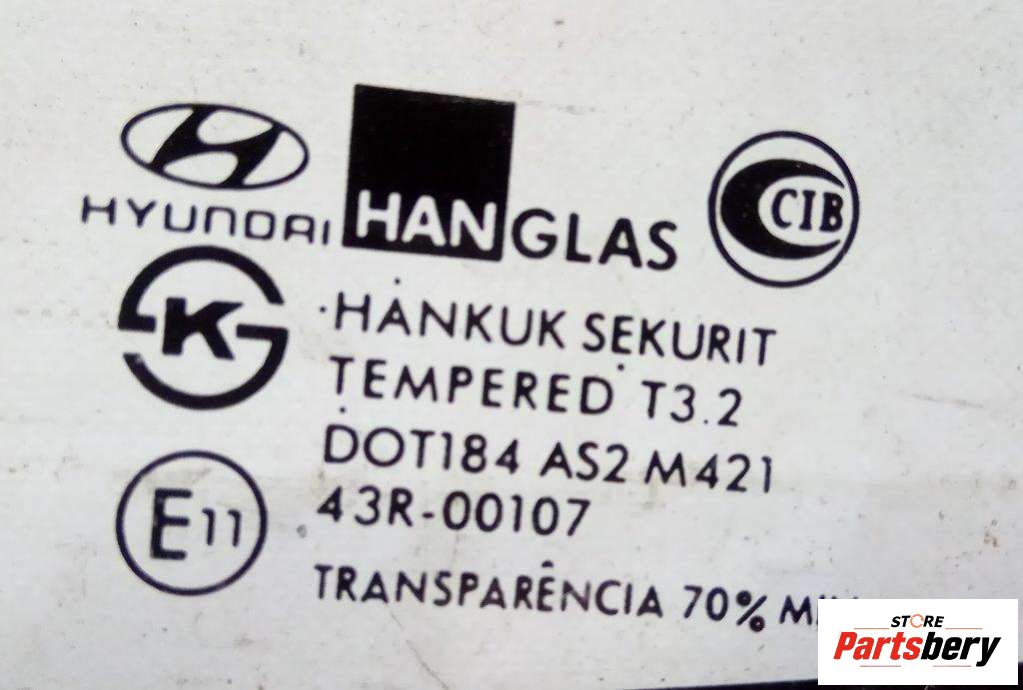 HYUNDAI
HANGLAS
CIB
K
HANKUK SEKURIT
TEMPERED T3.2
DOT184 AS2 M421
43R-00107
E11
TRANSPARÊNCIA 70%
STORE
Partsbery